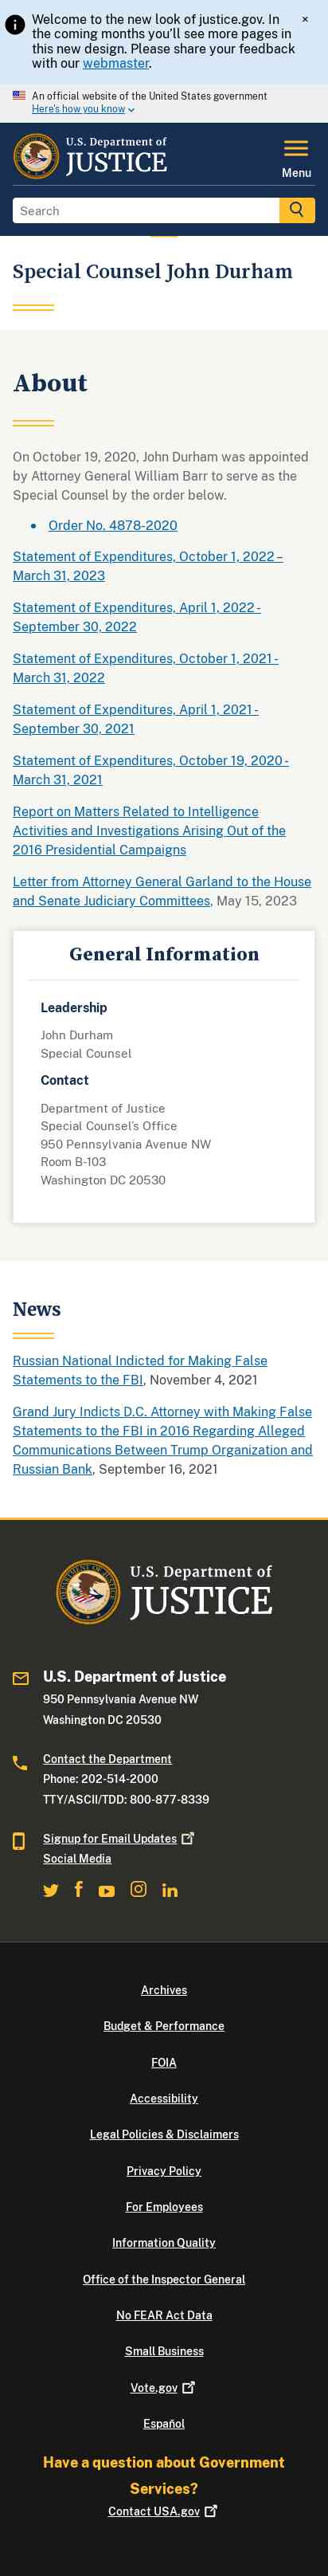 Welcome to the new look of justice.gov. In
the coming months you'll see more pages in
this new design. Please share your feedback
with our webmaster.
×
An official website of the United States government
Here's how you know
U.S. Department of
JUSTICE
Menu
Search
Special Counsel John Durham
About
On October 19, 2020, John Durham was appointed
by Attorney General William Barr to serve as the
Special Counsel by the order below.
• Order No. 4878-2020
Statement of Expenditures, October 1, 2022 –
March 31, 2023
Statement of Expenditures, April 1, 2022 -
September 30, 2022
Statement of Expenditures, October 1, 2021 -
March 31, 2022
Statement of Expenditures, April 1, 2021 -
September 30, 2021
Statement of Expenditures, October 19, 2020 -
March 31, 2021
Report on Matters Related to Intelligence
Activities and Investigations Arising Out of the
2016 Presidential Campaigns
Letter from Attorney General Garland to the House
and Senate Judiciary Committees, May 15, 2023
General Information
Leadership
John Durham
Special Counsel
Contact
Department of Justice
Special Counsel's Office
950 Pennsylvania Avenue NW
Room B-103
Washington DC 20530
News
Russian National Indicted for Making False
Statements to the FBI, November 4, 2021
Grand Jury Indicts D.C. Attorney with Making False
Statements to the FBI in 2016 Regarding Alleged
Communications Between Trump Organization and
Russian Bank, September 16, 2021
U.S. Department of
JUSTICE
U.S. Department of Justice
950 Pennsylvania Avenue NW
Washington DC 20530
Contact the Department
Phone: 202-514-2000
TTY/ASCII/TDD: 800-877-8339
Signup for Email Updates
Social Media
Archives
Budget & Performance
FOIA
Accessibility
Legal Policies & Disclaimers
Privacy Policy
For Employees
Information Quality
Office of the Inspector General
No FEAR Act Data
Small Business
Vote.gov
Español
Have a question about Government
Services?
Contact USA.gov